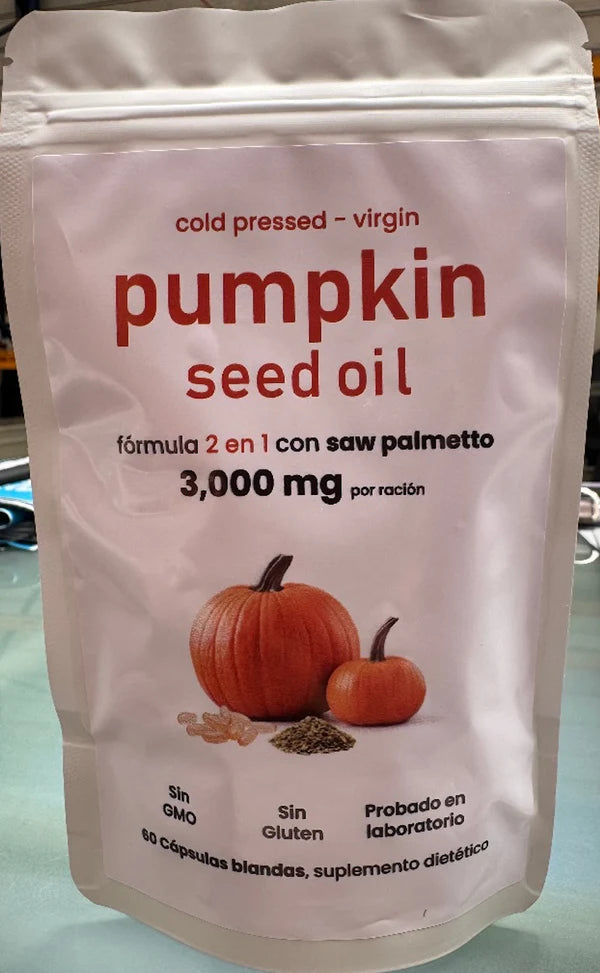 cold pressed - virgin
pumpkin
seed oil
fórmula 2 en 1 con saw palmetto
3,000 mg por ración
Sin
GMO
Sin
Gluten
Probado en
laboratorio
60 Cápsulas blandas, suplemento dietético